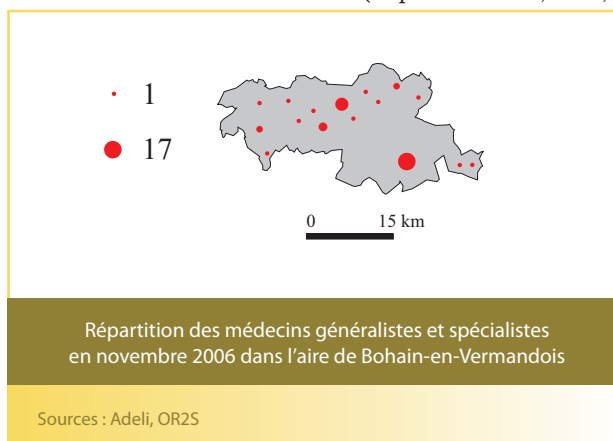 1
17
0 15 km
Répartition des médecins généralistes et spécialistes
en novembre 2006 dans l'aire de Bohain-en-Vermandois
Sources : Adeli, OR2S